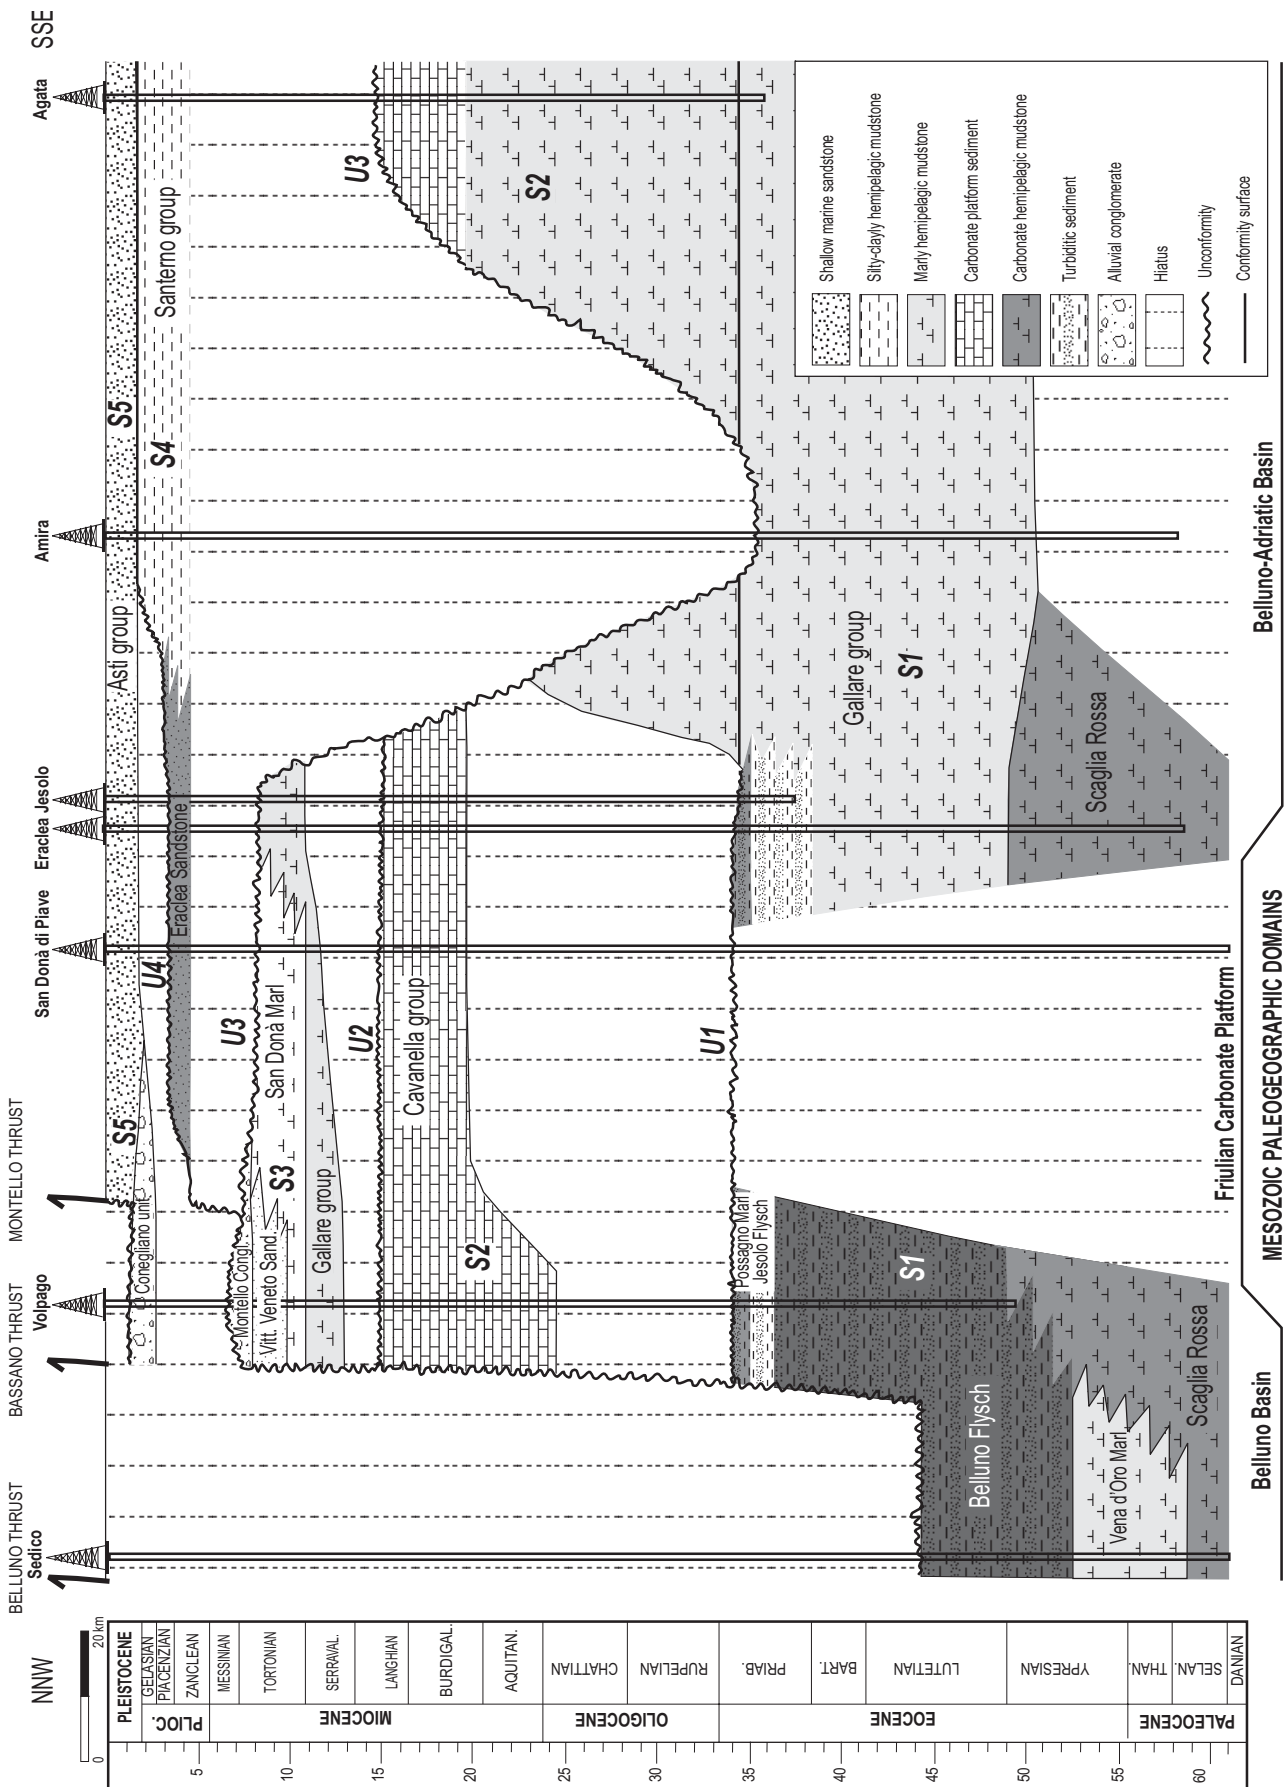 NNW
SSE
BELLUNO THRUST
BASSANO THRUST
MONTELLO THRUST
Sedico
Volpago
San Donà di Piave
Eraclea
Jesolo
Amira
Agata
0
20 km
PLEISTOCENE
GELASIAN
PIACENZIAN
ZANCLEAN
MESSINIAN
TORTONIAN
SERRAVAL.
LANGHIAN
BURDIGAL.
AQUITAN.
CHATTIAN
RUPELIAN
PRIAB.
BART.
LUTETIAN
YPRESIAN
THAN.
SELAN.
DANIAN
PLIOC.
MIOCENE
OLIGOCENE
EOCENE
PALEOCENE
5
10
15
20
25
30
35
40
45
50
55
60
S5
Asti group
S5
Conegliano unit
U4
Eraclea Sandstone
S4
Santerno group
Montello Congl.
U3
Vitt. Veneto Sand.
S3
San Donà Marl
Gallare group
U2
U3
Cavanella group
S2
S2
U1
Possagno Marl
Jesolo Flysch
S1
Belluno Flysch
Gallare group
S1
Vena d'Oro Marl
Scaglia Rossa
Scaglia Rossa
Shallow marine sandstone
Silty-clayly hemipelagic mudstone
Marly hemipelagic mudstone
Carbonate platform sediment
Carbonate hemipelagic mudstone
Turbiditic sediment
Alluvial conglomerate
Hiatus
Unconformity
Conformity surface
Belluno Basin
Friulian Carbonate Platform
Belluno-Adriatic Basin
MESOZOIC PALEOGEOGRAPHIC DOMAINS